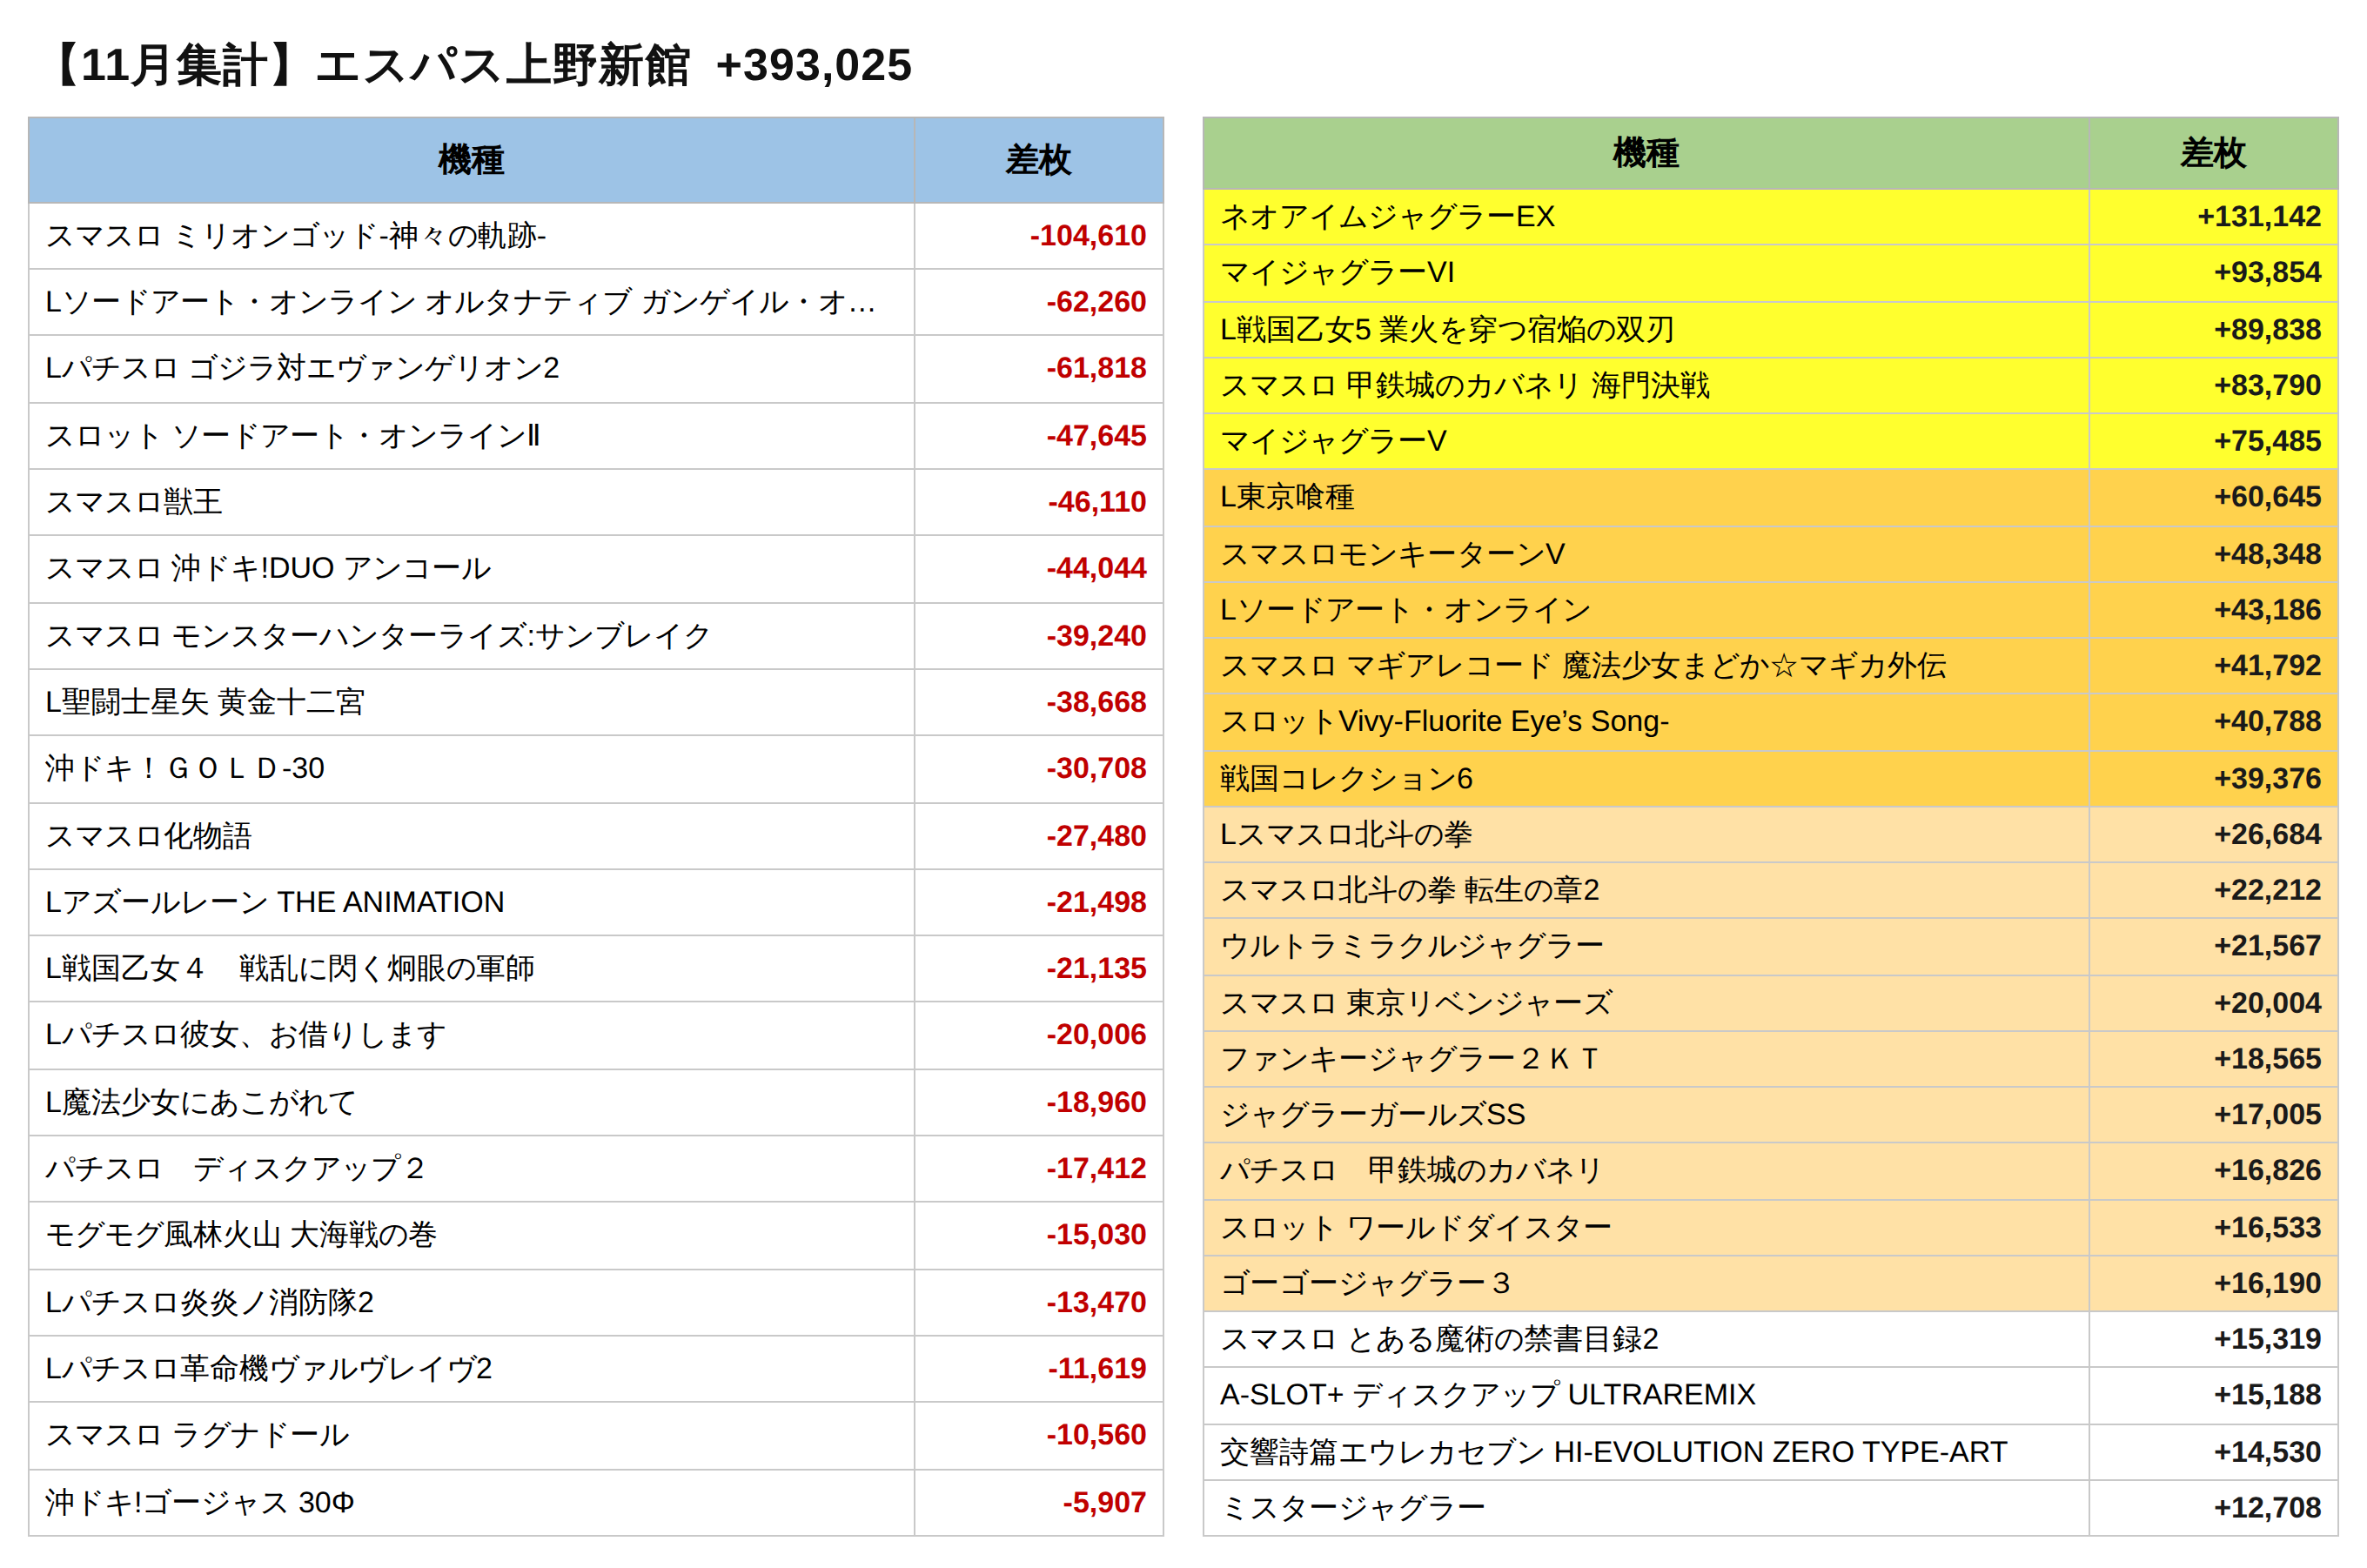 【11月集計】エスパス上野新館 +393,025
機種 差枚
スマスロ ミリオンゴッド-神々の軌跡- -104,610
Lソードアート・オンライン オルタナティブ ガンゲイル・オ… -62,260
Lパチスロ ゴジラ対エヴァンゲリオン2 -61,818
スロット ソードアート・オンラインⅡ -47,645
スマスロ獣王 -46,110
スマスロ 沖ドキ!DUO アンコール -44,044
スマスロ モンスターハンターライズ:サンブレイク -39,240
L聖闘士星矢 黄金十二宮 -38,668
沖ドキ！ＧＯＬＤ-30 -30,708
スマスロ化物語 -27,480
Lアズールレーン THE ANIMATION -21,498
L戦国乙女４　戦乱に閃く炯眼の軍師 -21,135
Lパチスロ彼女、お借りします -20,006
L魔法少女にあこがれて -18,960
パチスロ　ディスクアップ２ -17,412
モグモグ風林火山 大海戦の巻 -15,030
Lパチスロ炎炎ノ消防隊2 -13,470
Lパチスロ革命機ヴァルヴレイヴ2 -11,619
スマスロ ラグナドール -10,560
沖ドキ!ゴージャス 30Φ -5,907
機種 差枚
ネオアイムジャグラーEX +131,142
マイジャグラーVI +93,854
L戦国乙女5 業火を穿つ宿焔の双刃 +89,838
スマスロ 甲鉄城のカバネリ 海門決戦 +83,790
マイジャグラーV +75,485
L東京喰種 +60,645
スマスロモンキーターンV +48,348
Lソードアート・オンライン +43,186
スマスロ マギアレコード 魔法少女まどか☆マギカ外伝 +41,792
スロットVivy-Fluorite Eye’s Song- +40,788
戦国コレクション6 +39,376
Lスマスロ北斗の拳 +26,684
スマスロ北斗の拳 転生の章2 +22,212
ウルトラミラクルジャグラー +21,567
スマスロ 東京リベンジャーズ +20,004
ファンキージャグラー２ＫＴ +18,565
ジャグラーガールズSS +17,005
パチスロ　甲鉄城のカバネリ +16,826
スロット ワールドダイスター +16,533
ゴーゴージャグラー３ +16,190
スマスロ とある魔術の禁書目録2 +15,319
A-SLOT+ ディスクアップ ULTRAREMIX +15,188
交響詩篇エウレカセブン HI-EVOLUTION ZERO TYPE-ART +14,530
ミスタージャグラー +12,708